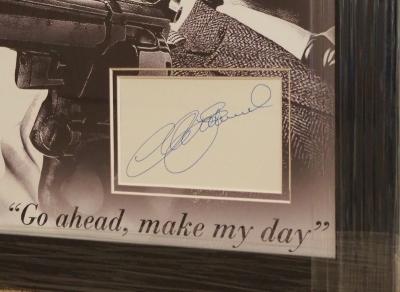 “Go ahead, make my day”